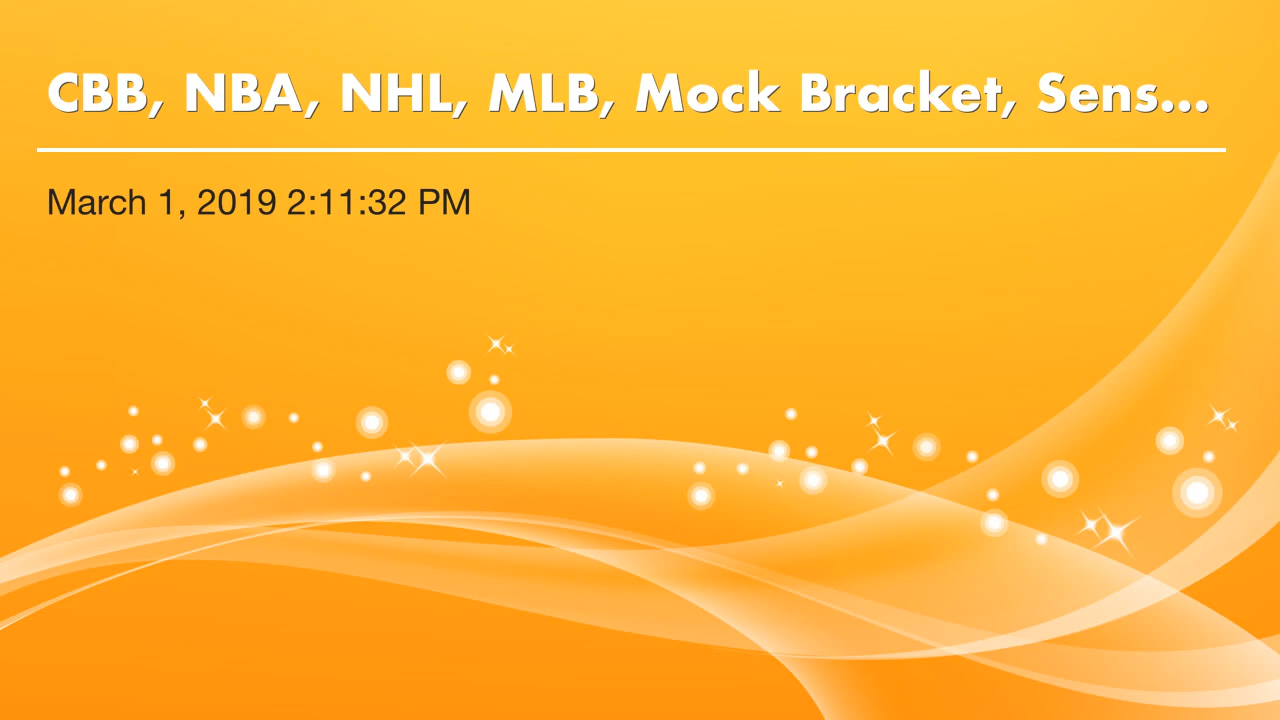 CBB, NBA, NHL, MLB, Mock Bracket, Sens...
March 1, 2019 2:11:32 PM